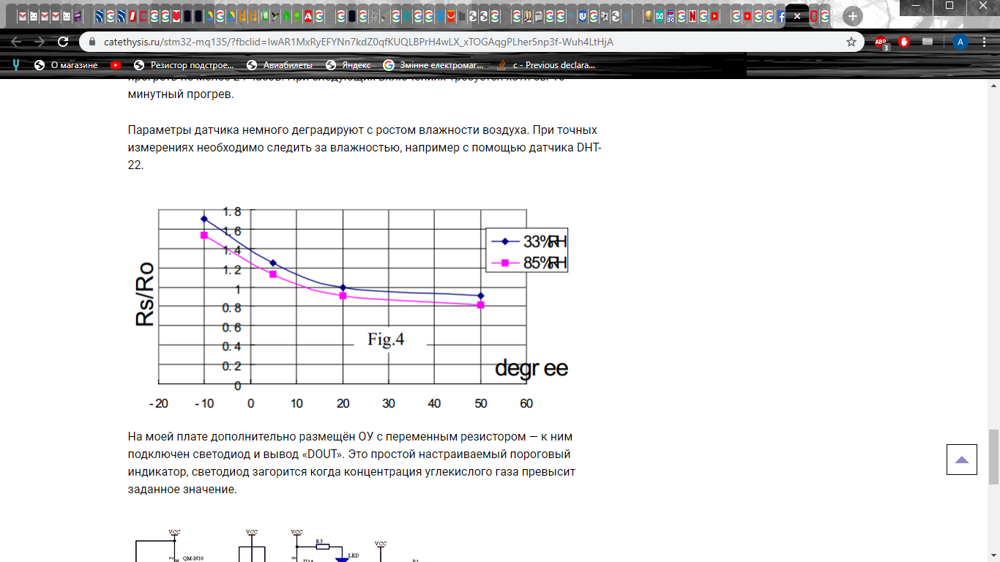 catethysis.ru/stm32-mq135/?fbclid=IwAR1MxRyEFYNn7kdZ0qfKUQLBPrH4wLX_xTOGAqgPLher5np3f-Wuh4LtHjA
О магазине
Резистор подстрое...
Авиабилеты
Яндекс
Змінне електромаг...
c - Previous declara...
минутный прогрев.
Параметры датчика немного деградируют с ростом влажности воздуха. При точных
измерениях необходимо следить за влажностью, например с помощью датчика DHT-
22.
1.8
1.6
1.4
1.2
1
0.8
0.6
0.4
0.2
0
Rs/Ro
33%RH
85%RH
Fig.4
degree
-20 -10 0 10 20 30 40 50 60
На моей плате дополнительно размещён ОУ с переменным резистором — к ним
подключен светодиод и вывод «DOUT». Это простой настраиваемый пороговый
индикатор, светодиод загорится когда концентрация углекислого газа превысит
заданное значение.
VCC VCC VCC VCC
R3
QM-N10
LED
U1A
R1